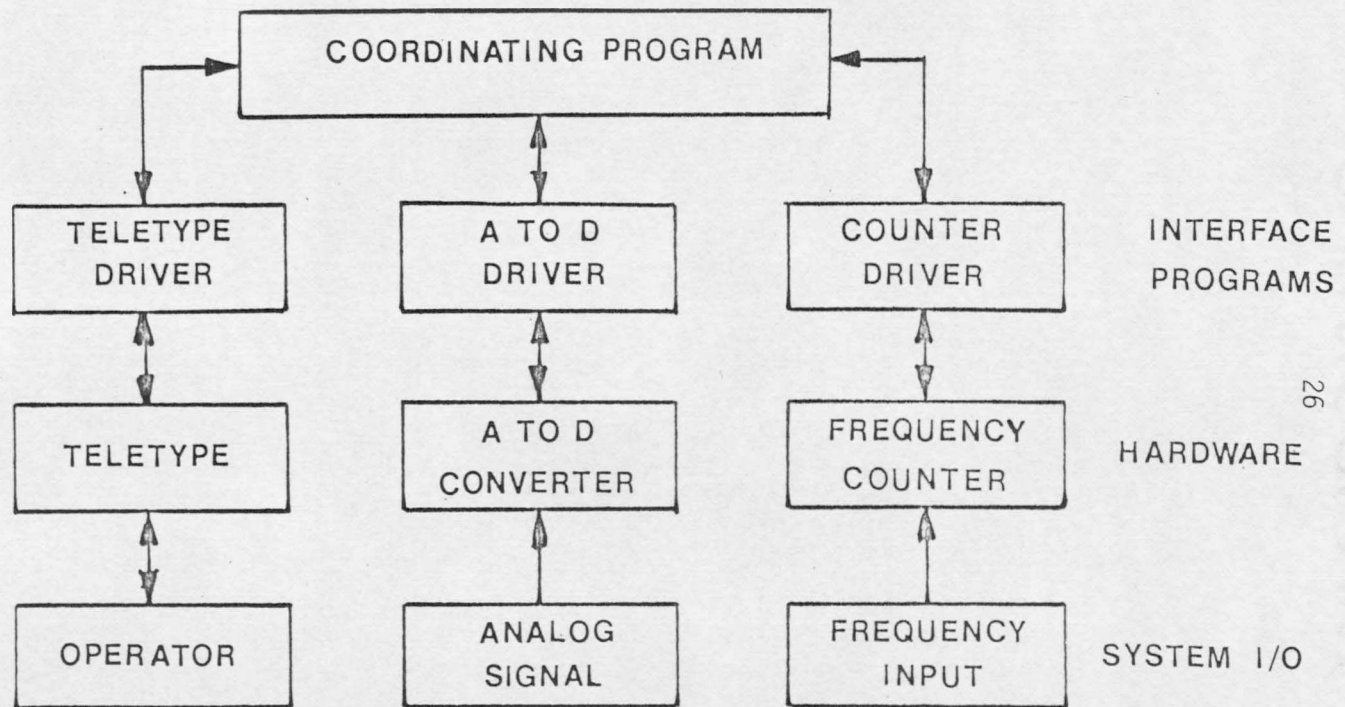 COORDINATING PROGRAM
TELETYPE
DRIVER
A TO D
DRIVER
COUNTER
DRIVER
INTERFACE
PROGRAMS
TELETYPE
A TO D
CONVERTER
FREQUENCY
COUNTER
HARDWARE
26
OPERATOR
ANALOG
SIGNAL
FREQUENCY
INPUT
SYSTEM I/O